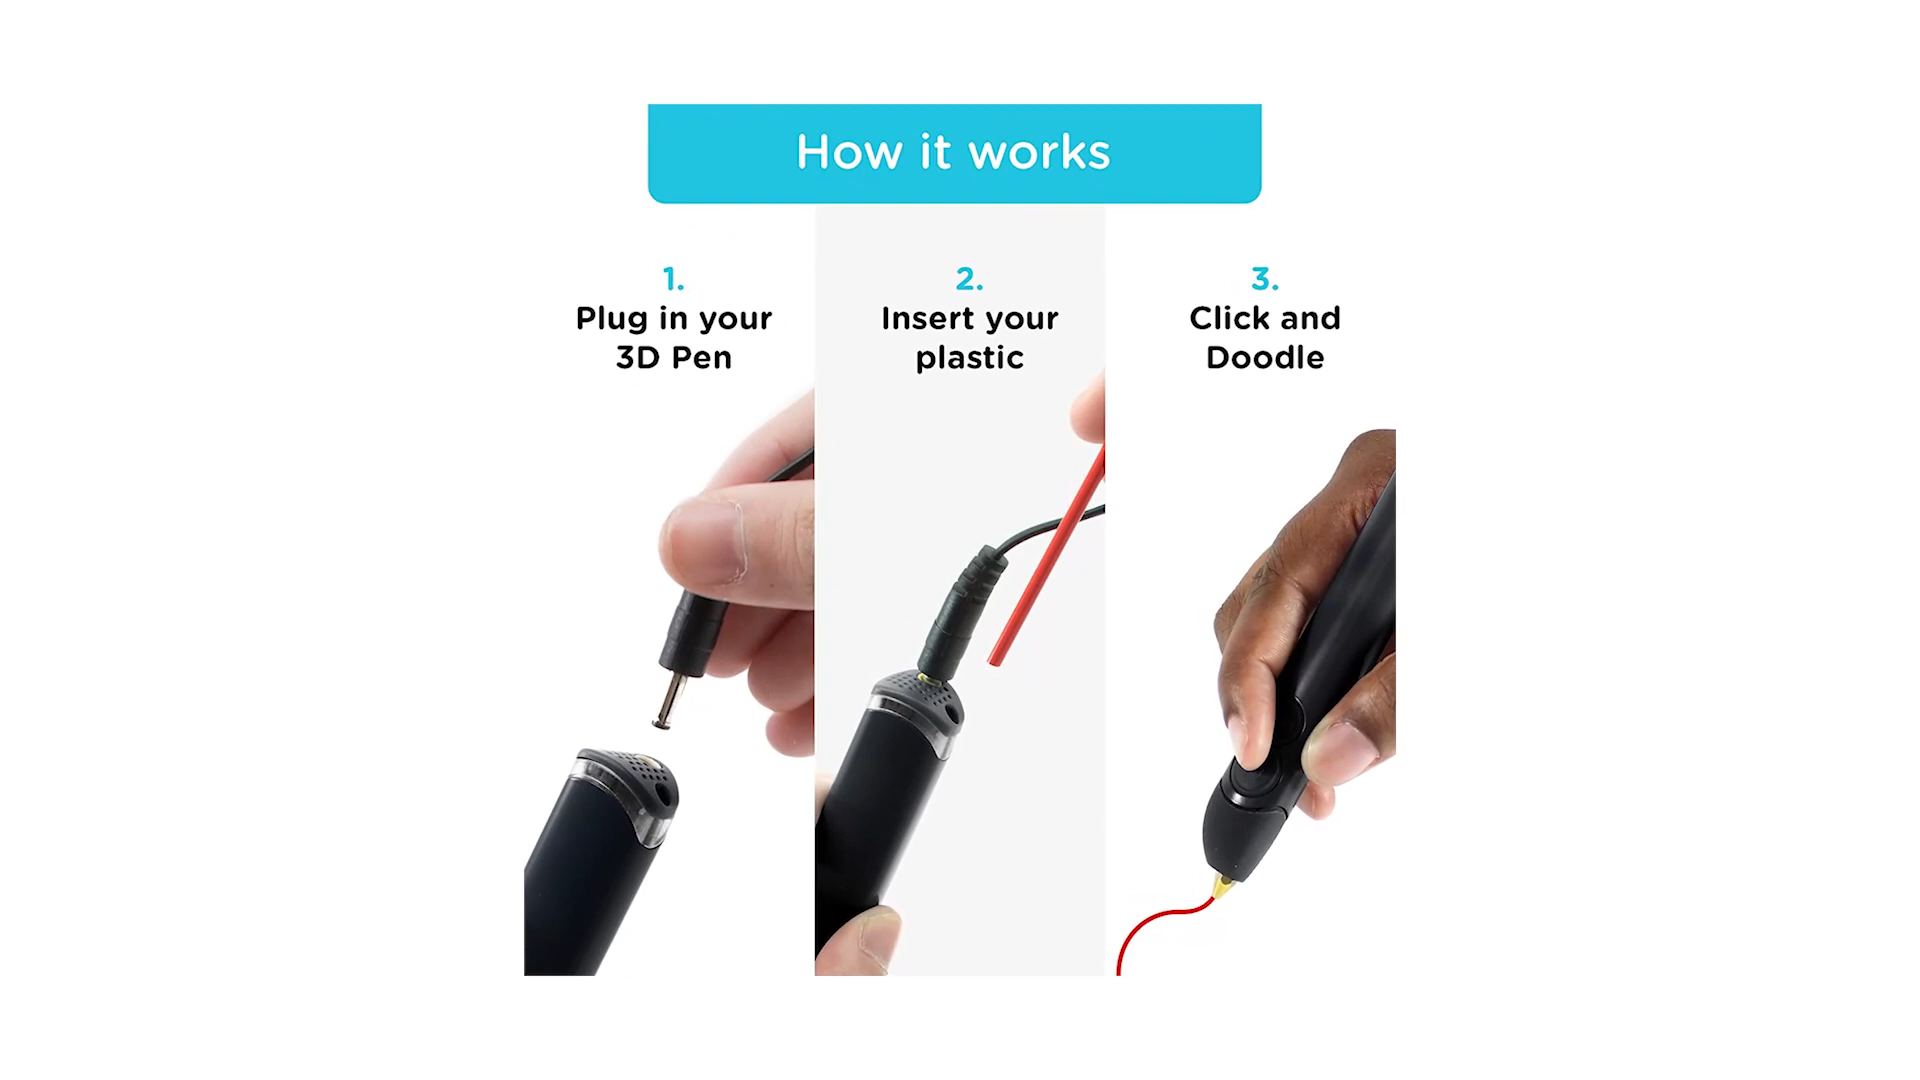 How it works
1.
Plug in your
3D Pen
2.
Insert your
plastic
3.
Click and
Doodle